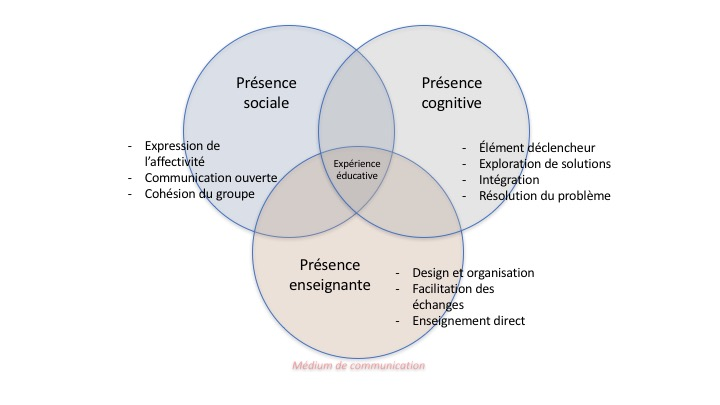 Présence
sociale
- Expression de
l'affectivité
- Communication ouverte
- Cohésion du groupe
Présence
cognitive
- Élément déclencheur
- Exploration de solutions
- Intégration
- Résolution du problème
Expérience
éducative
Présence
enseignante
- Design et organisation
- Facilitation des
échanges
- Enseignement direct
Médium de communication